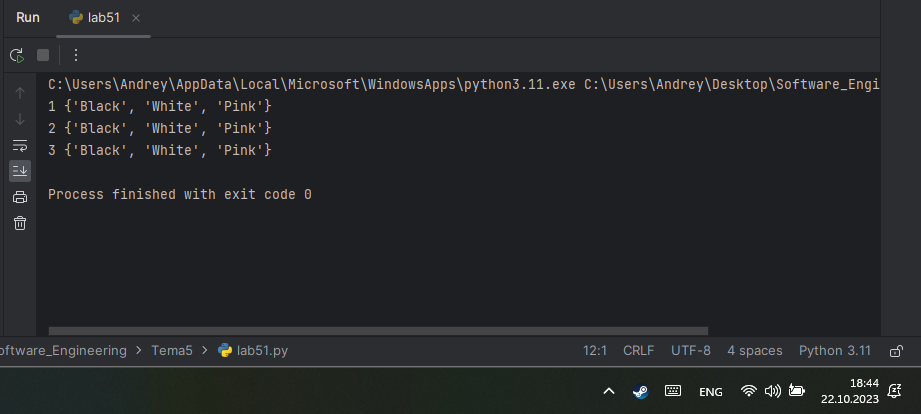 Run lab51
C:\Users\Andrey\AppData\Local\Microsoft\WindowsApps\python3.11.exe C:\Users\Andrey\Desktop\Software_Engi
1 {'Black', 'White', 'Pink'}
2 {'Black', 'White', 'Pink'}
3 {'Black', 'White', 'Pink'}
Process finished with exit code 0
oftware_Engineering > Tema5 > lab51.py 12:1 CRLF UTF-8 4 spaces Python 3.11
ENG 18:44
22.10.2023